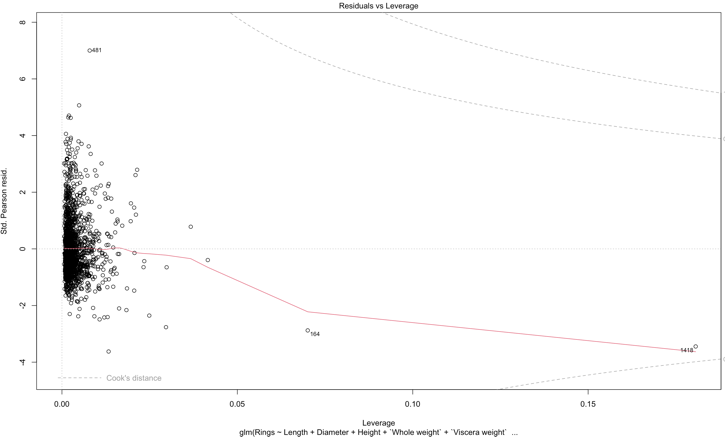 Residuals vs Leverage
Std. Pearson resid.
8
6
4
2
0
-2
-4
481
164
1418
Cook's distance
0.00
0.05
0.10
0.15
Leverage
glm(Rings ~ Length + Diameter + Height + `Whole weight` + `Viscera weight` ...